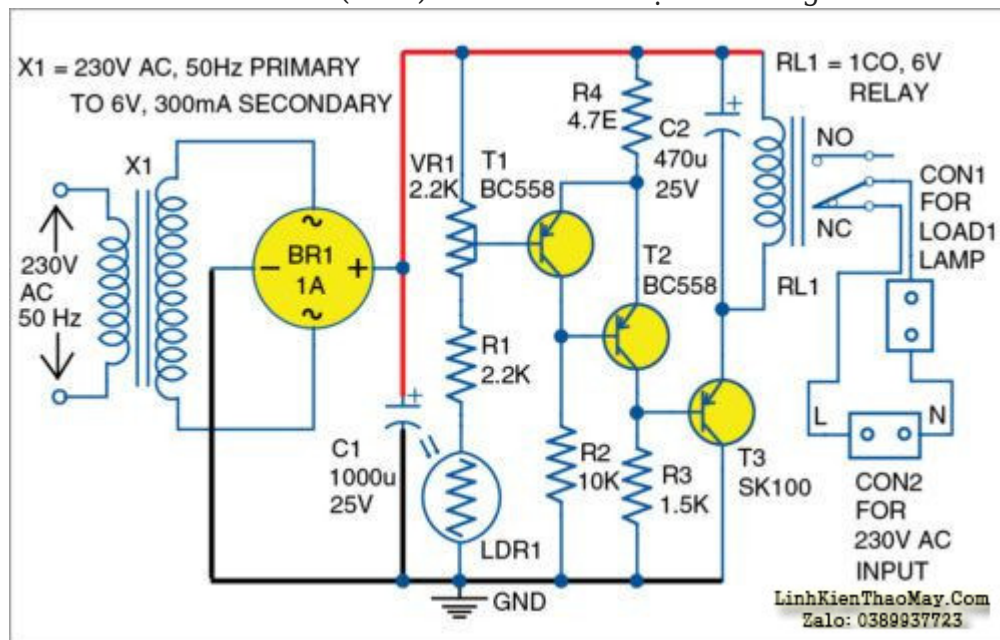 X1 = 230V AC, 50Hz PRIMARY
TO 6V, 300mA SECONDARY
X1
230V
AC
50 Hz
~
BR1
1A
~
−
+
+
C1
1000u
25V
VR1
2.2K
R1
2.2K
LDR1
GND
T1
BC558
R4
4.7E
T2
BC558
R2
10K
R3
1.5K
+
C2
470u
25V
T3
SK100
RL1 = 1CO, 6V
RELAY
NO
NC
RL1
CON1
FOR
LOAD1
LAMP
L
N
CON2
FOR
230V AC
INPUT
LinhKienThaoMay.Com
Zalo: 0389937723